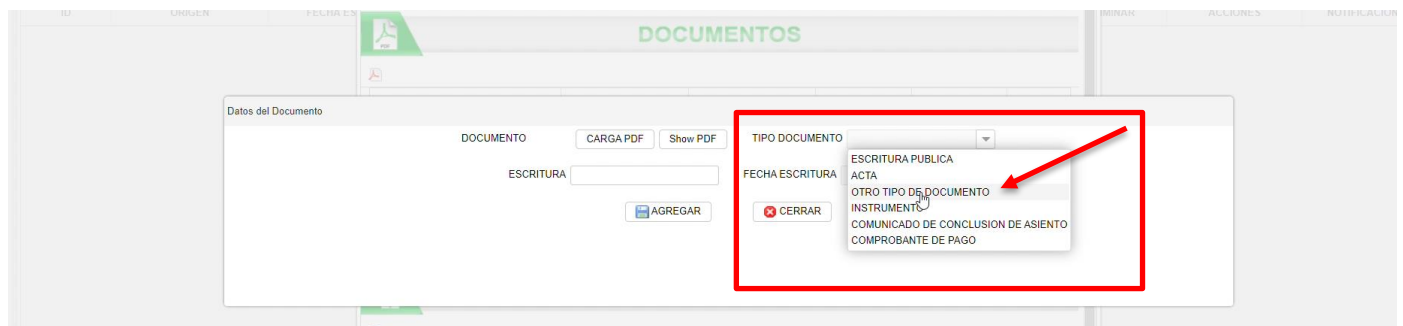 ID ORIGEN FECHA ES MINAR ACCIONES NOTIFICACION
PDF
DOCUMENTOS
Datos del Documento
DOCUMENTO CARGA PDF Show PDF TIPO DOCUMENTO
ESCRITURA PUBLICA
ESCRITURA FECHA ESCRITURA ACTA
OTRO TIPO DE DOCUMENTO
AGREGAR CERRAR INSTRUMENTO
COMUNICADO DE CONCLUSION DE ASIENTO
COMPROBANTE DE PAGO